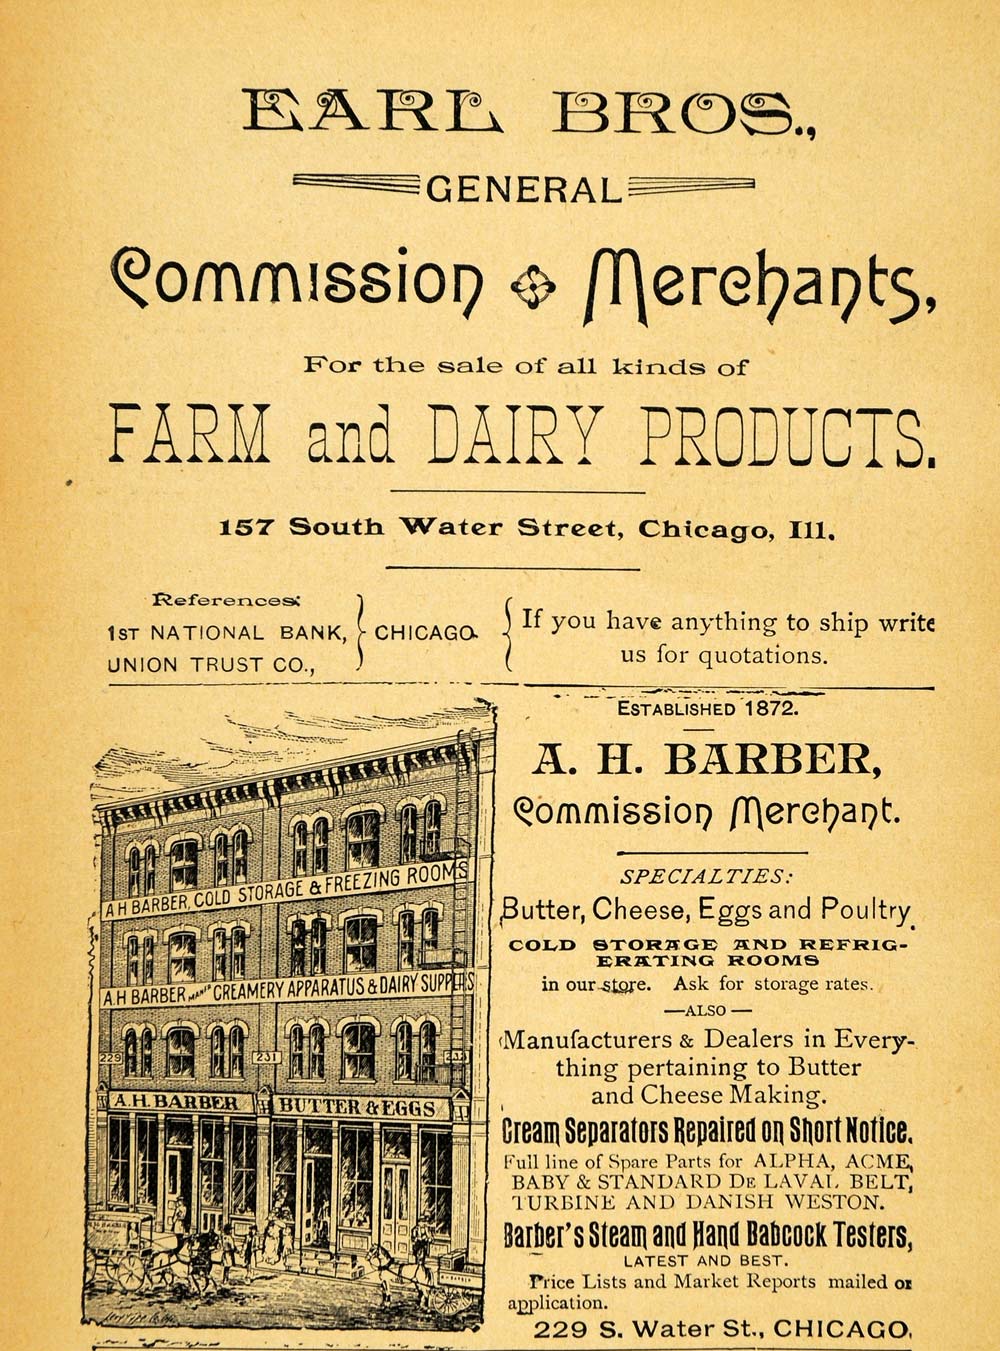 EARL BROS.,
GENERAL
Commission Merchants,
For the sale of all kinds of
FARM and DAIRY PRODUCTS.
157 South Water Street, Chicago, Ill.
References:
1ST NATIONAL BANK,
UNION TRUST CO.,
CHICAGO.
If you have anything to ship write
us for quotations.
A H BARBER, COLD STORAGE & FREEZING ROOMS
A.H BARBER MANFR CREAMERY APPARATUS & DAIRY SUPPLIES
229
231
233
A.H. BARBER
BUTTER & EGGS
ESTABLISHED 1872.
A. H. BARBER,
Commission Merchant.
SPECIALTIES:
Butter, Cheese, Eggs and Poultry.
COLD STORAGE AND REFRIG-
ERATING ROOMS
in our store. Ask for storage rates.
—ALSO—
Manufacturers & Dealers in Every-
thing pertaining to Butter
and Cheese Making.
Cream Separators Repaired on Short Notice.
Full line of Spare Parts for ALPHA, ACME,
BABY & STANDARD DE LAVAL BELT,
TURBINE AND DANISH WESTON.
Barber's Steam and Hand Babcock Testers,
LATEST AND BEST.
Price Lists and Market Reports mailed or
application.
229 S. Water St., CHICAGO.